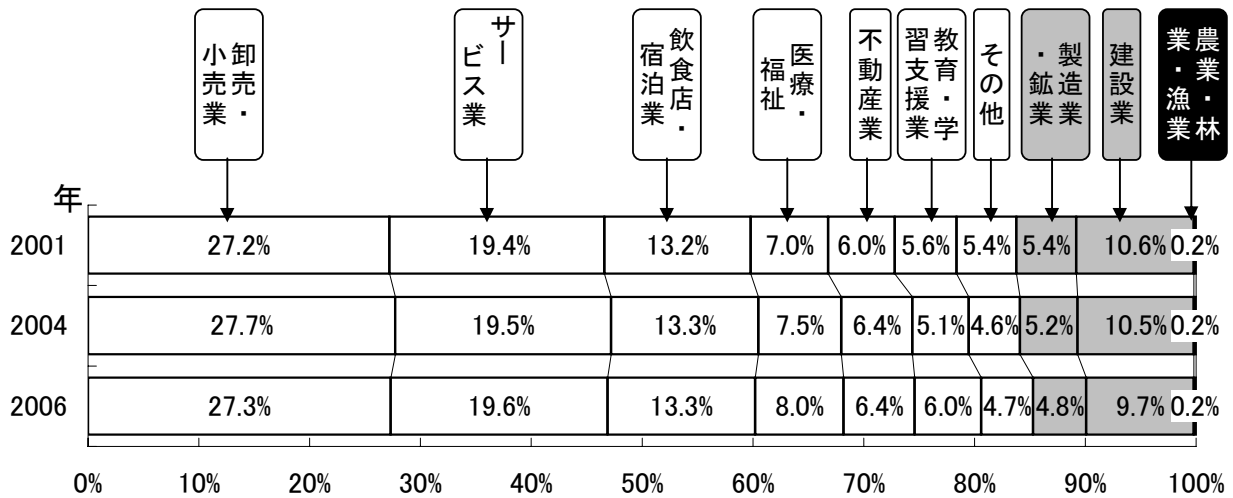 卸売・
小売業
サー
ビス業
飲食店・
宿泊業
医療・
福祉
不動産業
教育・学
習支援業
その他
製造業
・鉱業
建設業
農業・林
業・漁業
年
2001 27.2% 19.4% 13.2% 7.0% 6.0% 5.6% 5.4% 5.4% 10.6% 0.2%
2004 27.7% 19.5% 13.3% 7.5% 6.4% 5.1% 4.6% 5.2% 10.5% 0.2%
2006 27.3% 19.6% 13.3% 8.0% 6.4% 6.0% 4.7% 4.8% 9.7% 0.2%
0% 10% 20% 30% 40% 50% 60% 70% 80% 90% 100%